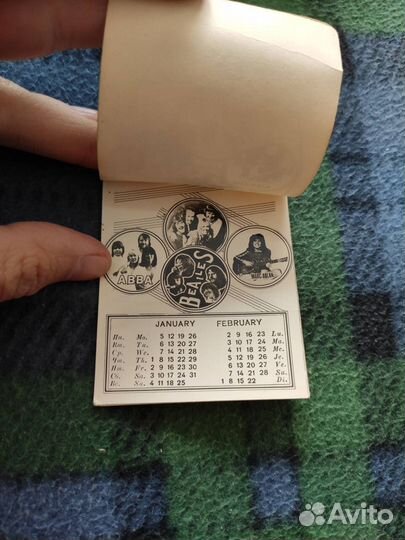 ABBA
BEATLES
MARC BOLAN
JANUARY FEBRUARY
Пн. Mo. 5 12 19 26 2 9 16 23 Lu.
Вт. Tu. 6 13 20 27 3 10 17 24 Ma.
Ср. We. 7 14 21 28 4 11 18 25 Me.
Чт. Th. 1 8 15 22 29 5 12 19 26 Je.
Пт. Fr. 2 9 16 23 30 6 13 20 27 Ve.
Сб. Sa. 3 10 17 24 31 7 14 21 28 Sa.
Вс. Su. 4 11 18 25 1 8 15 22 Di.
Avito